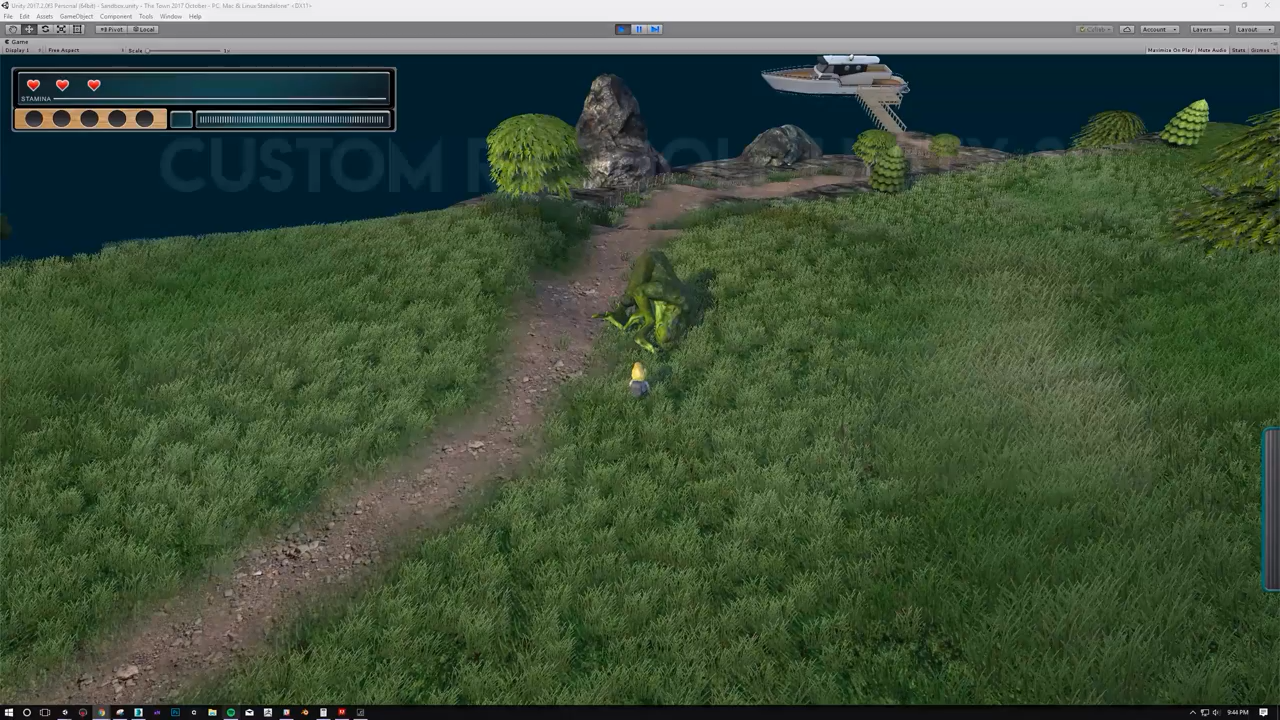 Unity 2017.2.0f3 Personal (64bit) - Sandbox.unity - The Town 2017 October - PC, Mac & Linux Standalone* <DX11>
File Edit Assets GameObject Component Tools Window Help
Pivot Local Collab Account Layers Layout
Game
Display 1 Free Aspect Scale 1x Maximize On Play Mute Audio Stats Gizmos
STAMINA
CUSTOM
9:44 PM